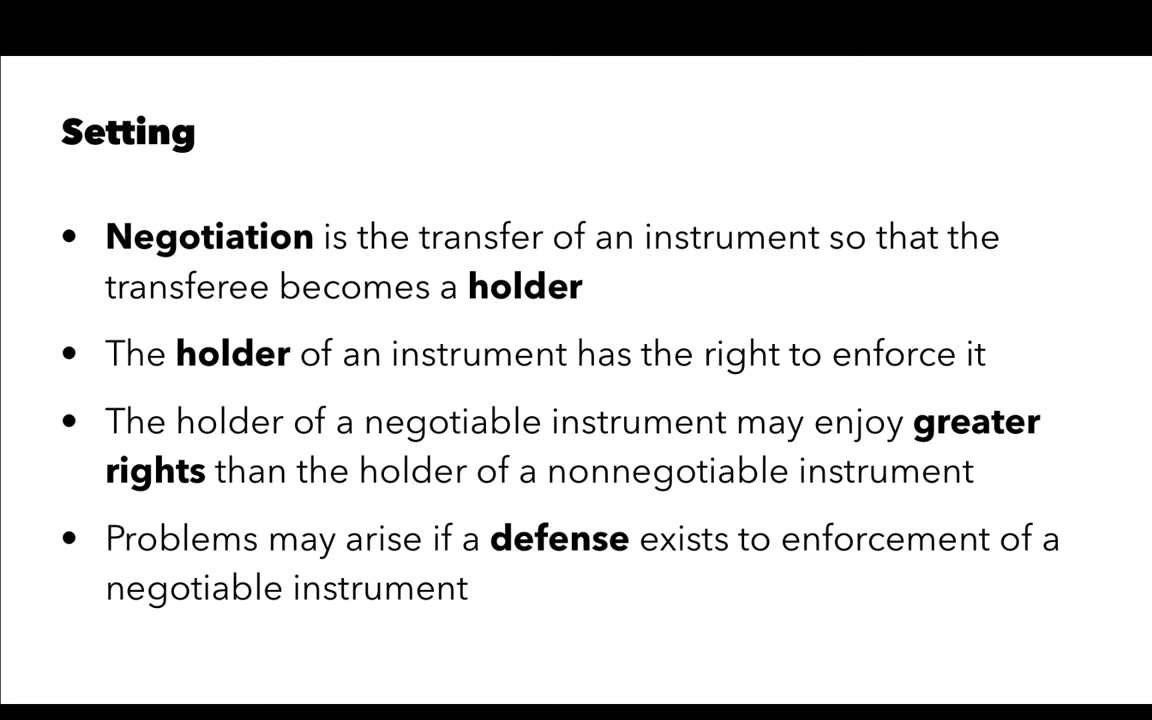 Setting
• Negotiation is the transfer of an instrument so that the
transferee becomes a holder
• The holder of an instrument has the right to enforce it
• The holder of a negotiable instrument may enjoy greater
rights than the holder of a nonnegotiable instrument
• Problems may arise if a defense exists to enforcement of a
negotiable instrument